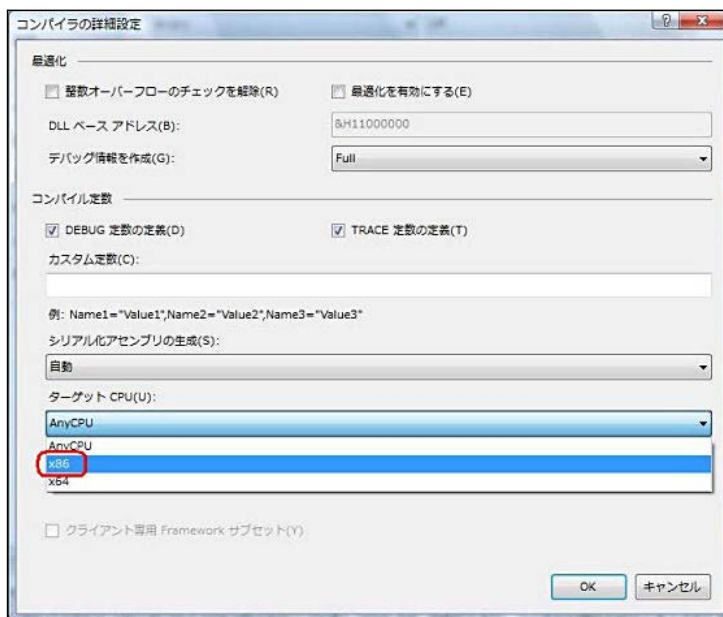 コンパイラの詳細設定
最適化
整数オーバーフローのチェックを解除(R) 最適化を有効にする(E)
DLL ベース アドレス(B): &H11000000
デバッグ情報を作成(G): Full
コンパイル定数
DEBUG 定数の定義(D) TRACE 定数の定義(T)
カスタム定数(C):
例: Name1="Value1",Name2="Value2",Name3="Value3"
シリアル化アセンブリの生成(S):
自動
ターゲット CPU(U):
AnyCPU
AnyCPU
x86
x64
クライアント専用 Framework サブセット(Y)
OK キャンセル